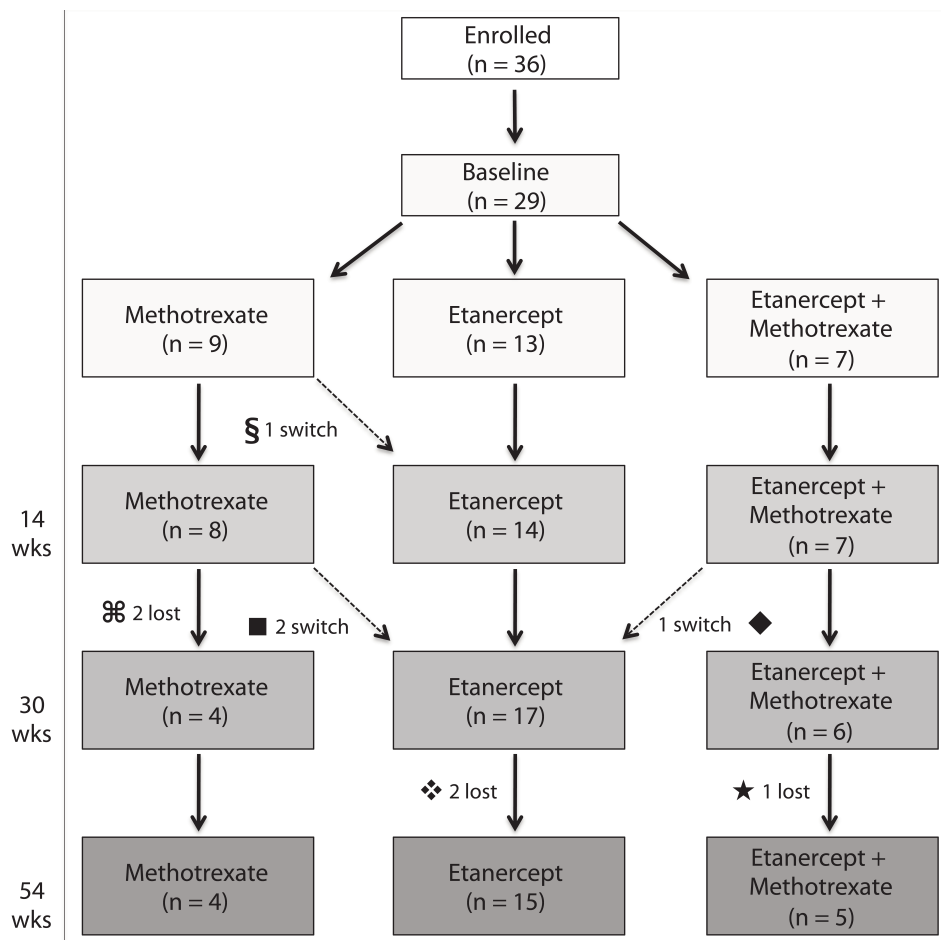 Enrolled
(n = 36)
Baseline
(n = 29)
Methotrexate
(n = 9)
Etanercept
(n = 13)
Etanercept +
Methotrexate
(n = 7)
§ 1 switch
14
wks
Methotrexate
(n = 8)
Etanercept
(n = 14)
Etanercept +
Methotrexate
(n = 7)
⌘ 2 lost
■ 2 switch
1 switch ◆
30
wks
Methotrexate
(n = 4)
Etanercept
(n = 17)
Etanercept +
Methotrexate
(n = 6)
❖ 2 lost
★ 1 lost
54
wks
Methotrexate
(n = 4)
Etanercept
(n = 15)
Etanercept +
Methotrexate
(n = 5)